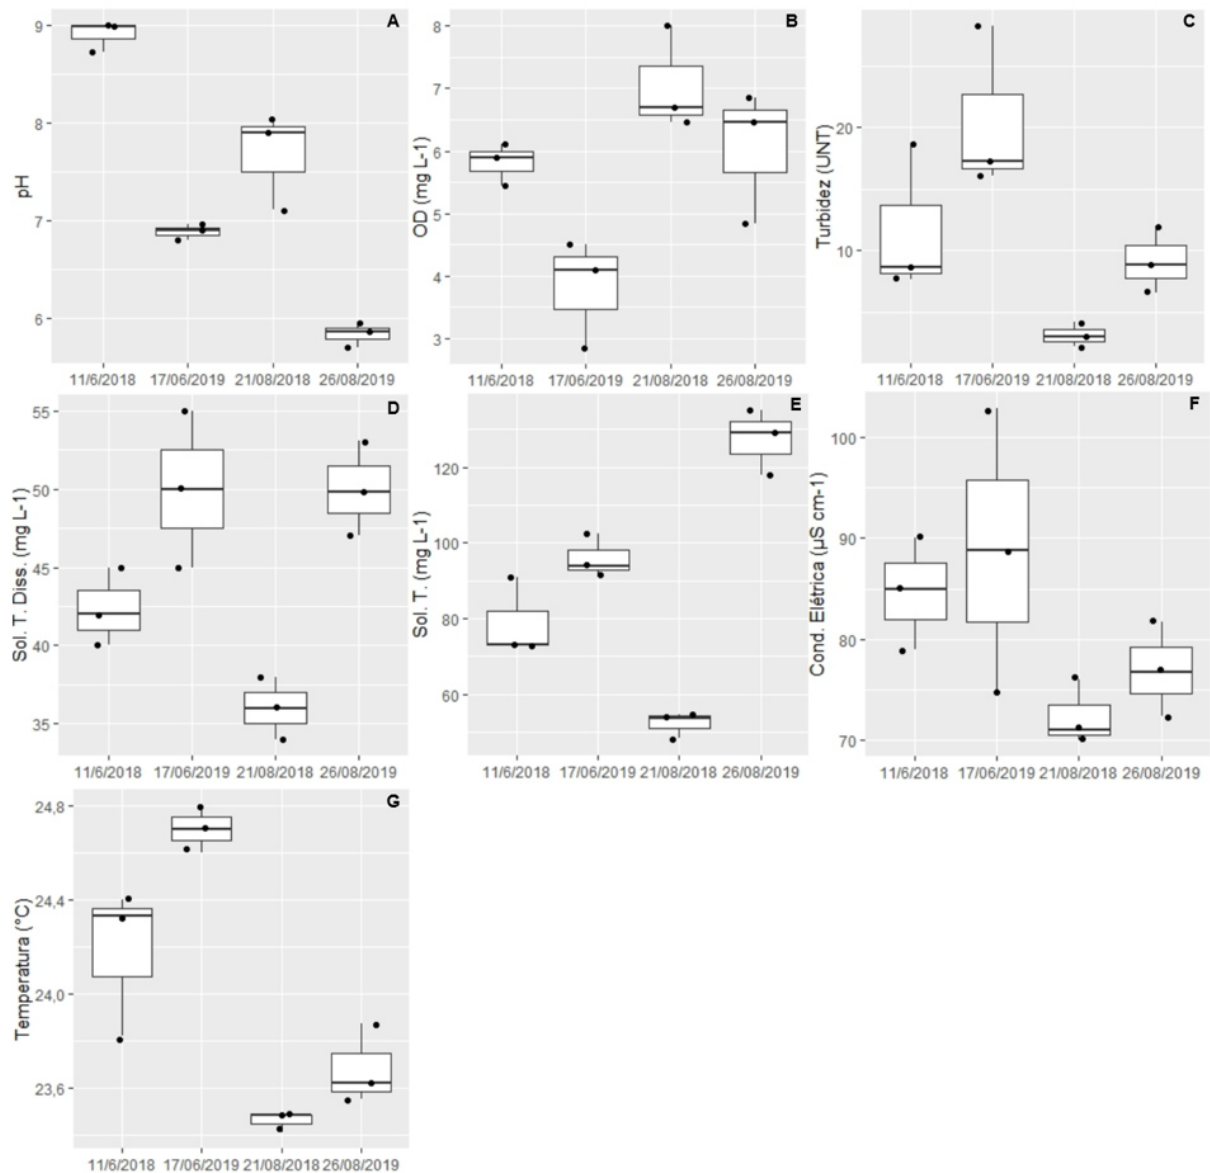 A
pH
9
8
7
6
11/6/2018 17/06/2019 21/08/2018 26/08/2019
B
OD (mg L-1)
8
7
6
5
4
3
11/6/2018 17/06/2019 21/08/2018 26/08/2019
C
Turbidez (UNT)
20
10
11/6/2018 17/06/2019 21/08/2018 26/08/2019
D
Sol. T. Diss. (mg L-1)
55
50
45
40
35
11/6/2018 17/06/2019 21/08/2018 26/08/2019
E
Sol. T. (mg L-1)
120
100
80
60
11/6/2018 17/06/2019 21/08/2018 26/08/2019
F
Cond. Elétrica (µS cm-1)
100
90
80
70
11/6/2018 17/06/2019 21/08/2018 26/08/2019
G
Temperatura (°C)
24,8
24,4
24,0
23,6
11/6/2018 17/06/2019 21/08/2018 26/08/2019